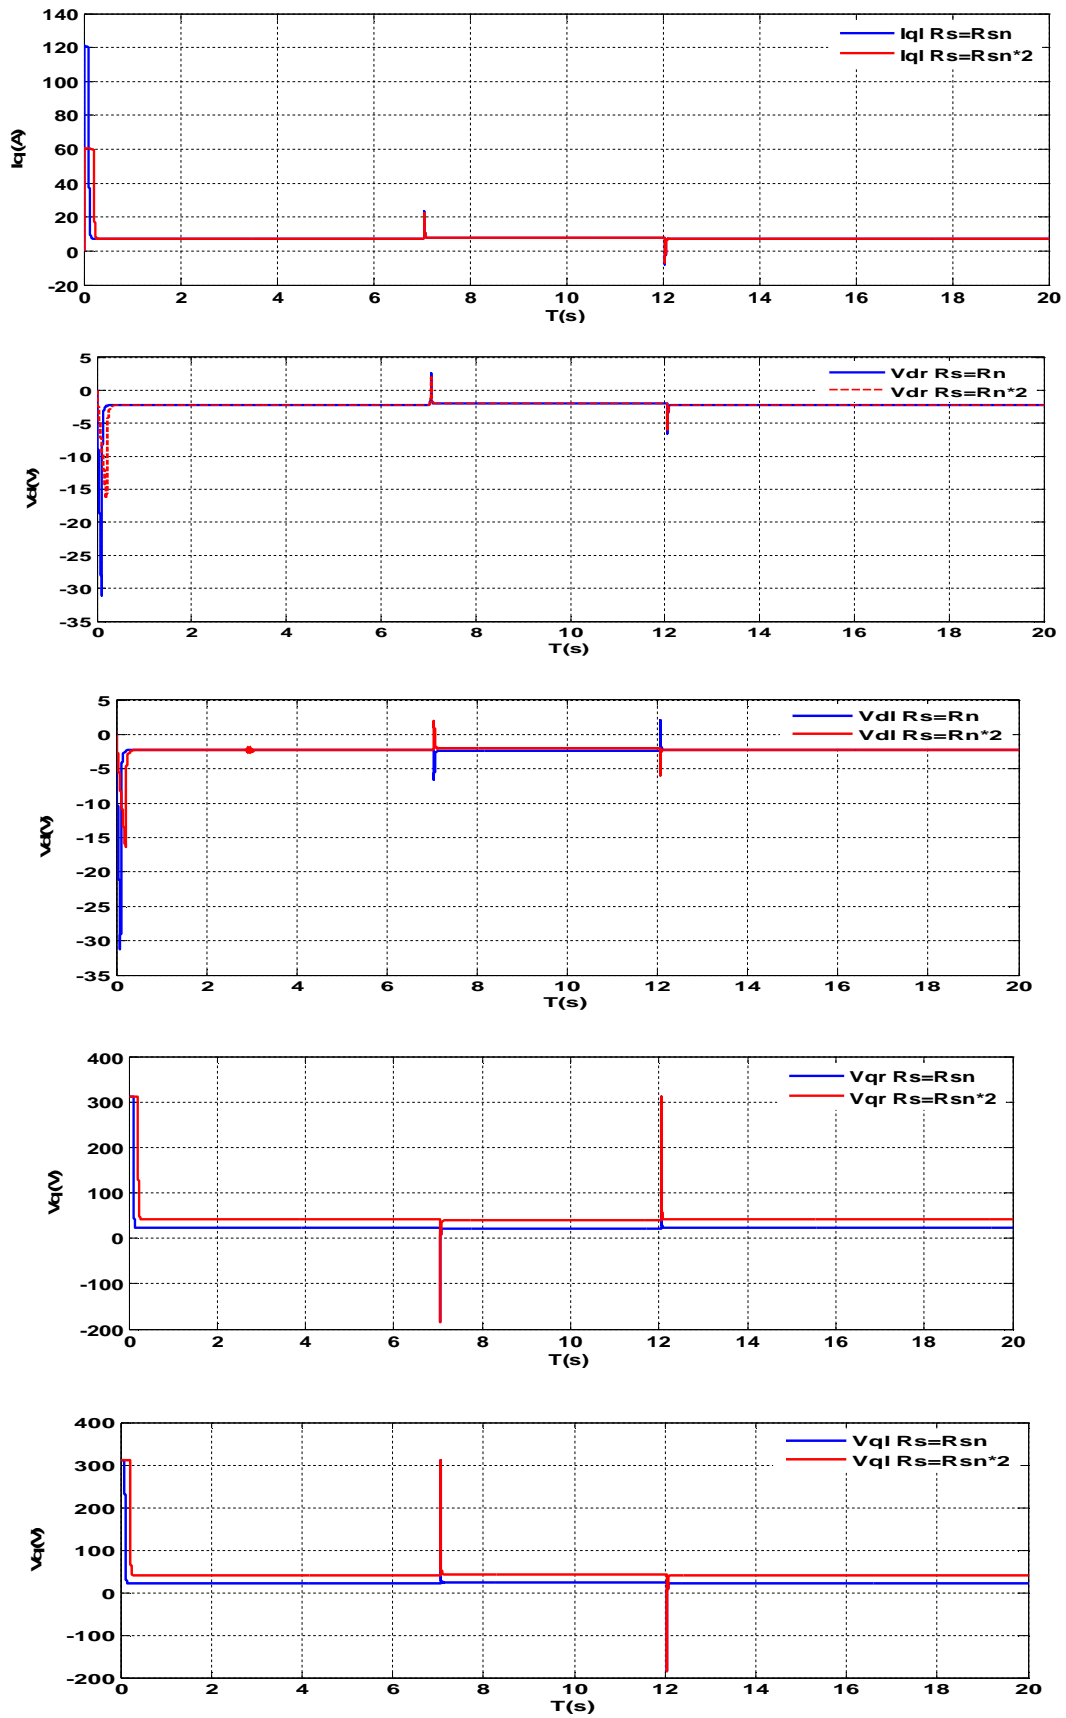 140
120
100
80
60
40
20
0
-20
Iq(A)
Iql Rs=Rsn
Iql Rs=Rsn*2
0 2 4 6 8 10 12 14 16 18 20
T(s)
5
0
-5
-10
-15
-20
-25
-30
-35
Vd(V)
Vdr Rs=Rn
Vdr Rs=Rn*2
0 2 4 6 8 10 12 14 16 18 20
T(s)
5
0
-5
-10
-15
-20
-25
-30
-35
Vd(V)
Vdl Rs=Rn
Vdl Rs=Rn*2
0 2 4 6 8 10 12 14 16 18 20
T(s)
400
300
200
100
0
-100
-200
Vq(V)
Vqr Rs=Rsn
Vqr Rs=Rsn*2
0 2 4 6 8 10 12 14 16 18 20
T(s)
400
300
200
100
0
-100
-200
Vq(V)
Vql Rs=Rsn
Vql Rs=Rsn*2
0 2 4 6 8 10 12 14 16 18 20
T(s)